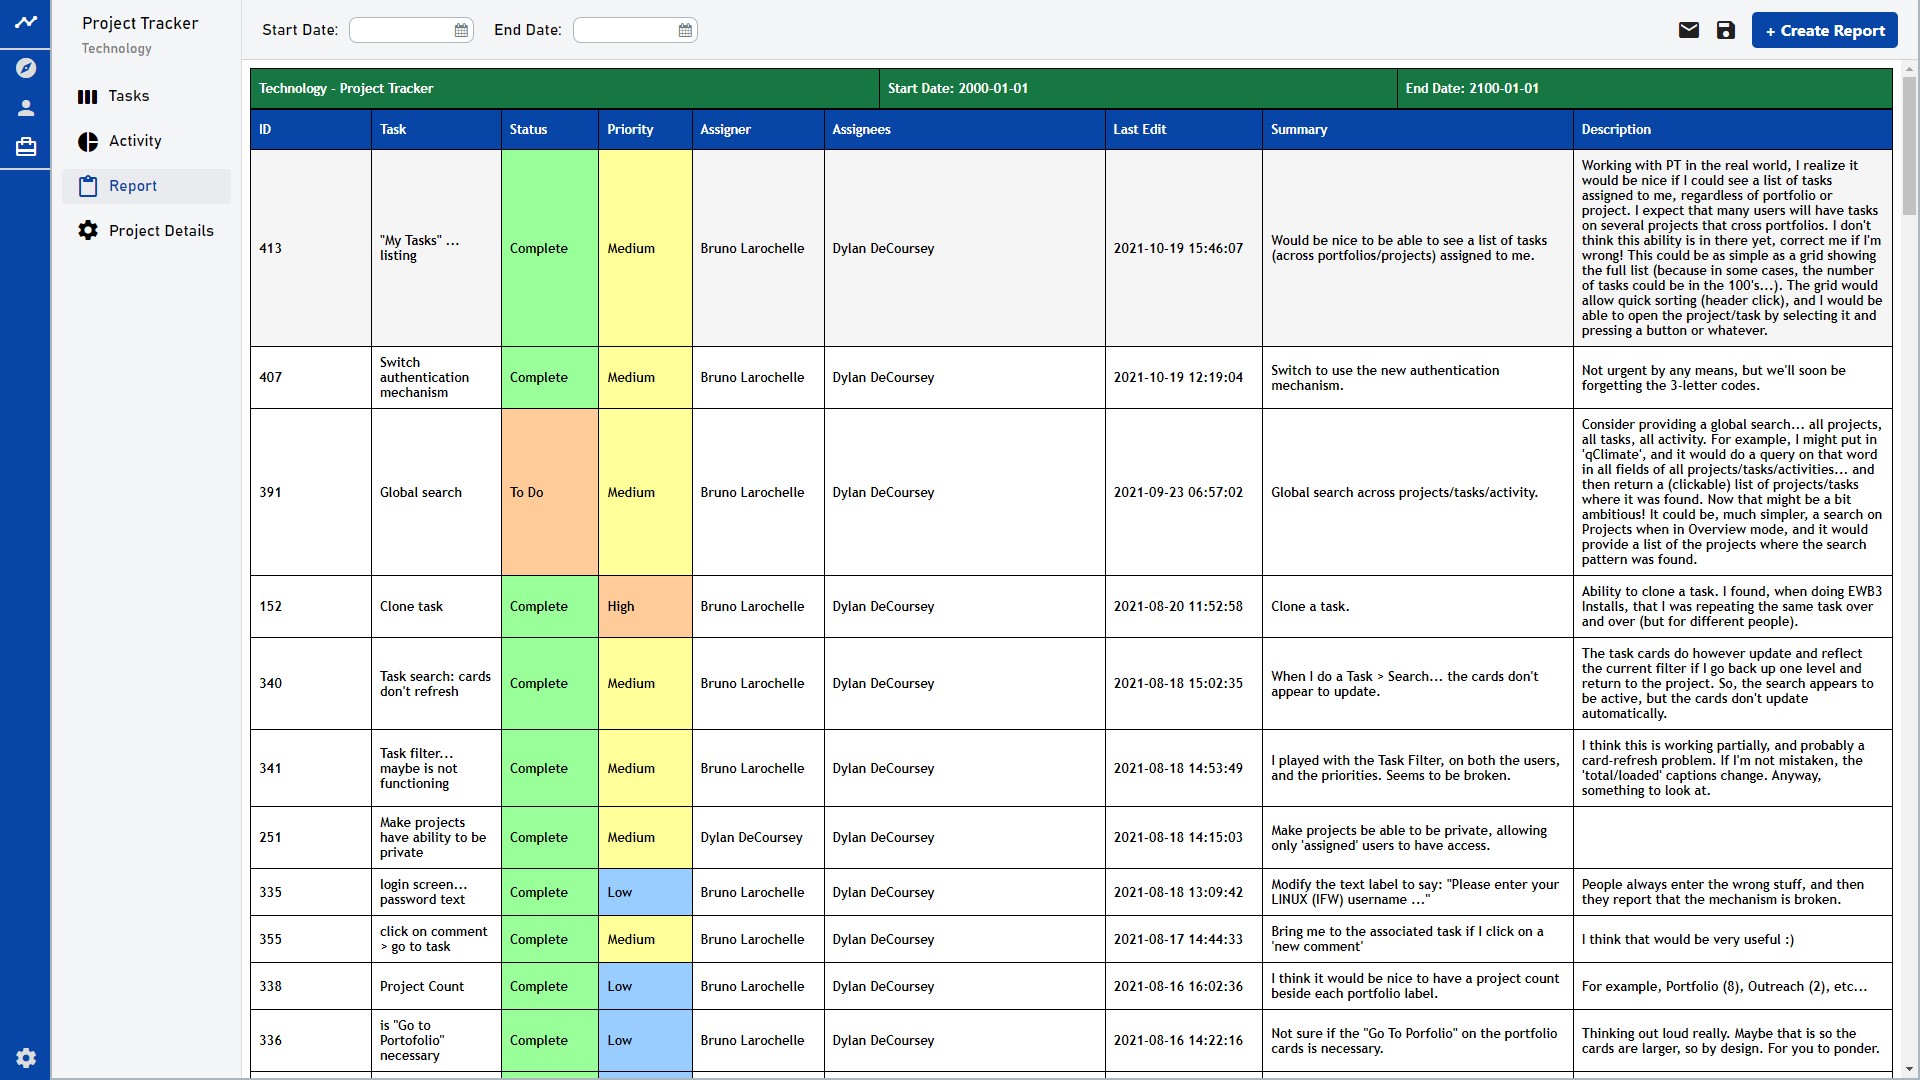 Project Tracker
Technology
Tasks
Activity
Report
Project Details
Start Date:
End Date:
+ Create Report
Technology - Project Tracker
Start Date: 2000-01-01
End Date: 2100-01-01
ID
Task
Status
Priority
Assigner
Assignees
Last Edit
Summary
Description
413
"My Tasks" ...
listing
Complete
Medium
Bruno Larochelle
Dylan DeCoursey
2021-10-19 15:46:07
Would be nice to be able to see a list of tasks
(across portfolios/projects) assigned to me.
Working with PT in the real world, I realize it
would be nice if I could see a list of tasks
assigned to me, regardless of portfolio or
project. I expect that many users will have tasks
on several projects that cross portfolios. I don't
think this ability is in there yet, correct me if I'm
wrong! This could be as simple as a grid showing
the full list (because in some cases, the number
of tasks could be in the 100's...). The grid would
allow quick sorting (header click), and I would be
able to open the project/task by selecting it and
pressing a button or whatever.
407
Switch
authentication
mechanism
Complete
Medium
Bruno Larochelle
Dylan DeCoursey
2021-10-19 12:19:04
Switch to use the new authentication
mechanism.
Not urgent by any means, but we'll soon be
forgetting the 3-letter codes.
391
Global search
To Do
Medium
Bruno Larochelle
Dylan DeCoursey
2021-09-23 06:57:02
Global search across projects/tasks/activity.
Consider providing a global search... all projects,
all tasks, all activity. For example, I might put in
'qClimate', and it would do a query on that word
in all fields of all projects/tasks/activities... and
then return a (clickable) list of projects/tasks
where it was found. Now that might be a bit
ambitious! It could be, much simpler, a search on
Projects when in Overview mode, and it would
provide a list of the projects where the search
pattern was found.
152
Clone task
Complete
High
Bruno Larochelle
Dylan DeCoursey
2021-08-20 11:52:58
Clone a task.
Ability to clone a task. I found, when doing EWB3
Installs, that I was repeating the same task over
and over (but for different people).
340
Task search: cards
don't refresh
Complete
Medium
Bruno Larochelle
Dylan DeCoursey
2021-08-18 15:02:35
When I do a Task > Search... the cards don't
appear to update.
The task cards do however update and reflect
the current filter if I go back up one level and
return to the project. So, the search appears to
be active, but the cards don't update
automatically.
341
Task filter...
maybe is not
functioning
Complete
Medium
Bruno Larochelle
Dylan DeCoursey
2021-08-18 14:53:49
I played with the Task Filter, on both the users,
and the priorities. Seems to be broken.
I think this is working partially, and probably a
card-refresh problem. If I'm not mistaken, the
'total/loaded' captions change. Anyway,
something to look at.
251
Make projects
have ability to be
private
Complete
Medium
Dylan DeCoursey
Dylan DeCoursey
2021-08-18 14:15:03
Make projects be able to be private, allowing
only 'assigned' users to have access.
335
login screen...
password text
Complete
Low
Bruno Larochelle
Dylan DeCoursey
2021-08-18 13:09:42
Modify the text label to say: "Please enter your
LINUX (IFW) username ..."
People always enter the wrong stuff, and then
they report that the mechanism is broken.
355
click on comment
> go to task
Complete
Medium
Bruno Larochelle
Dylan DeCoursey
2021-08-17 14:44:33
Bring me to the associated task if I click on a
'new comment'
I think that would be very useful :)
338
Project Count
Complete
Low
Bruno Larochelle
Dylan DeCoursey
2021-08-16 16:02:36
I think it would be nice to have a project count
beside each portfolio label.
For example, Portfolio (8), Outreach (2), etc...
336
is "Go to
Portofolio"
necessary
Complete
Low
Bruno Larochelle
Dylan DeCoursey
2021-08-16 14:22:16
Not sure if the "Go To Porfolio" on the portfolio
cards is necessary.
Thinking out loud really. Maybe that is so the
cards are larger, so by design. For you to ponder.